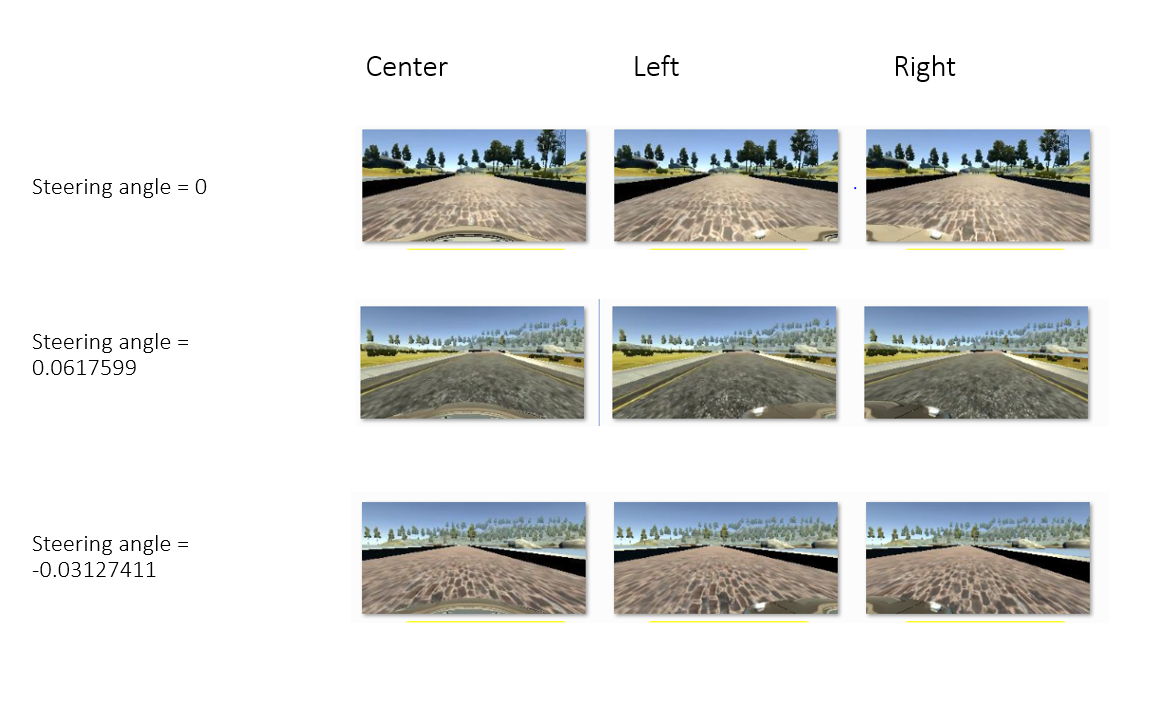 Center Left Right
Steering angle = 0
Steering angle =
0.0617599
Steering angle =
-0.03127411